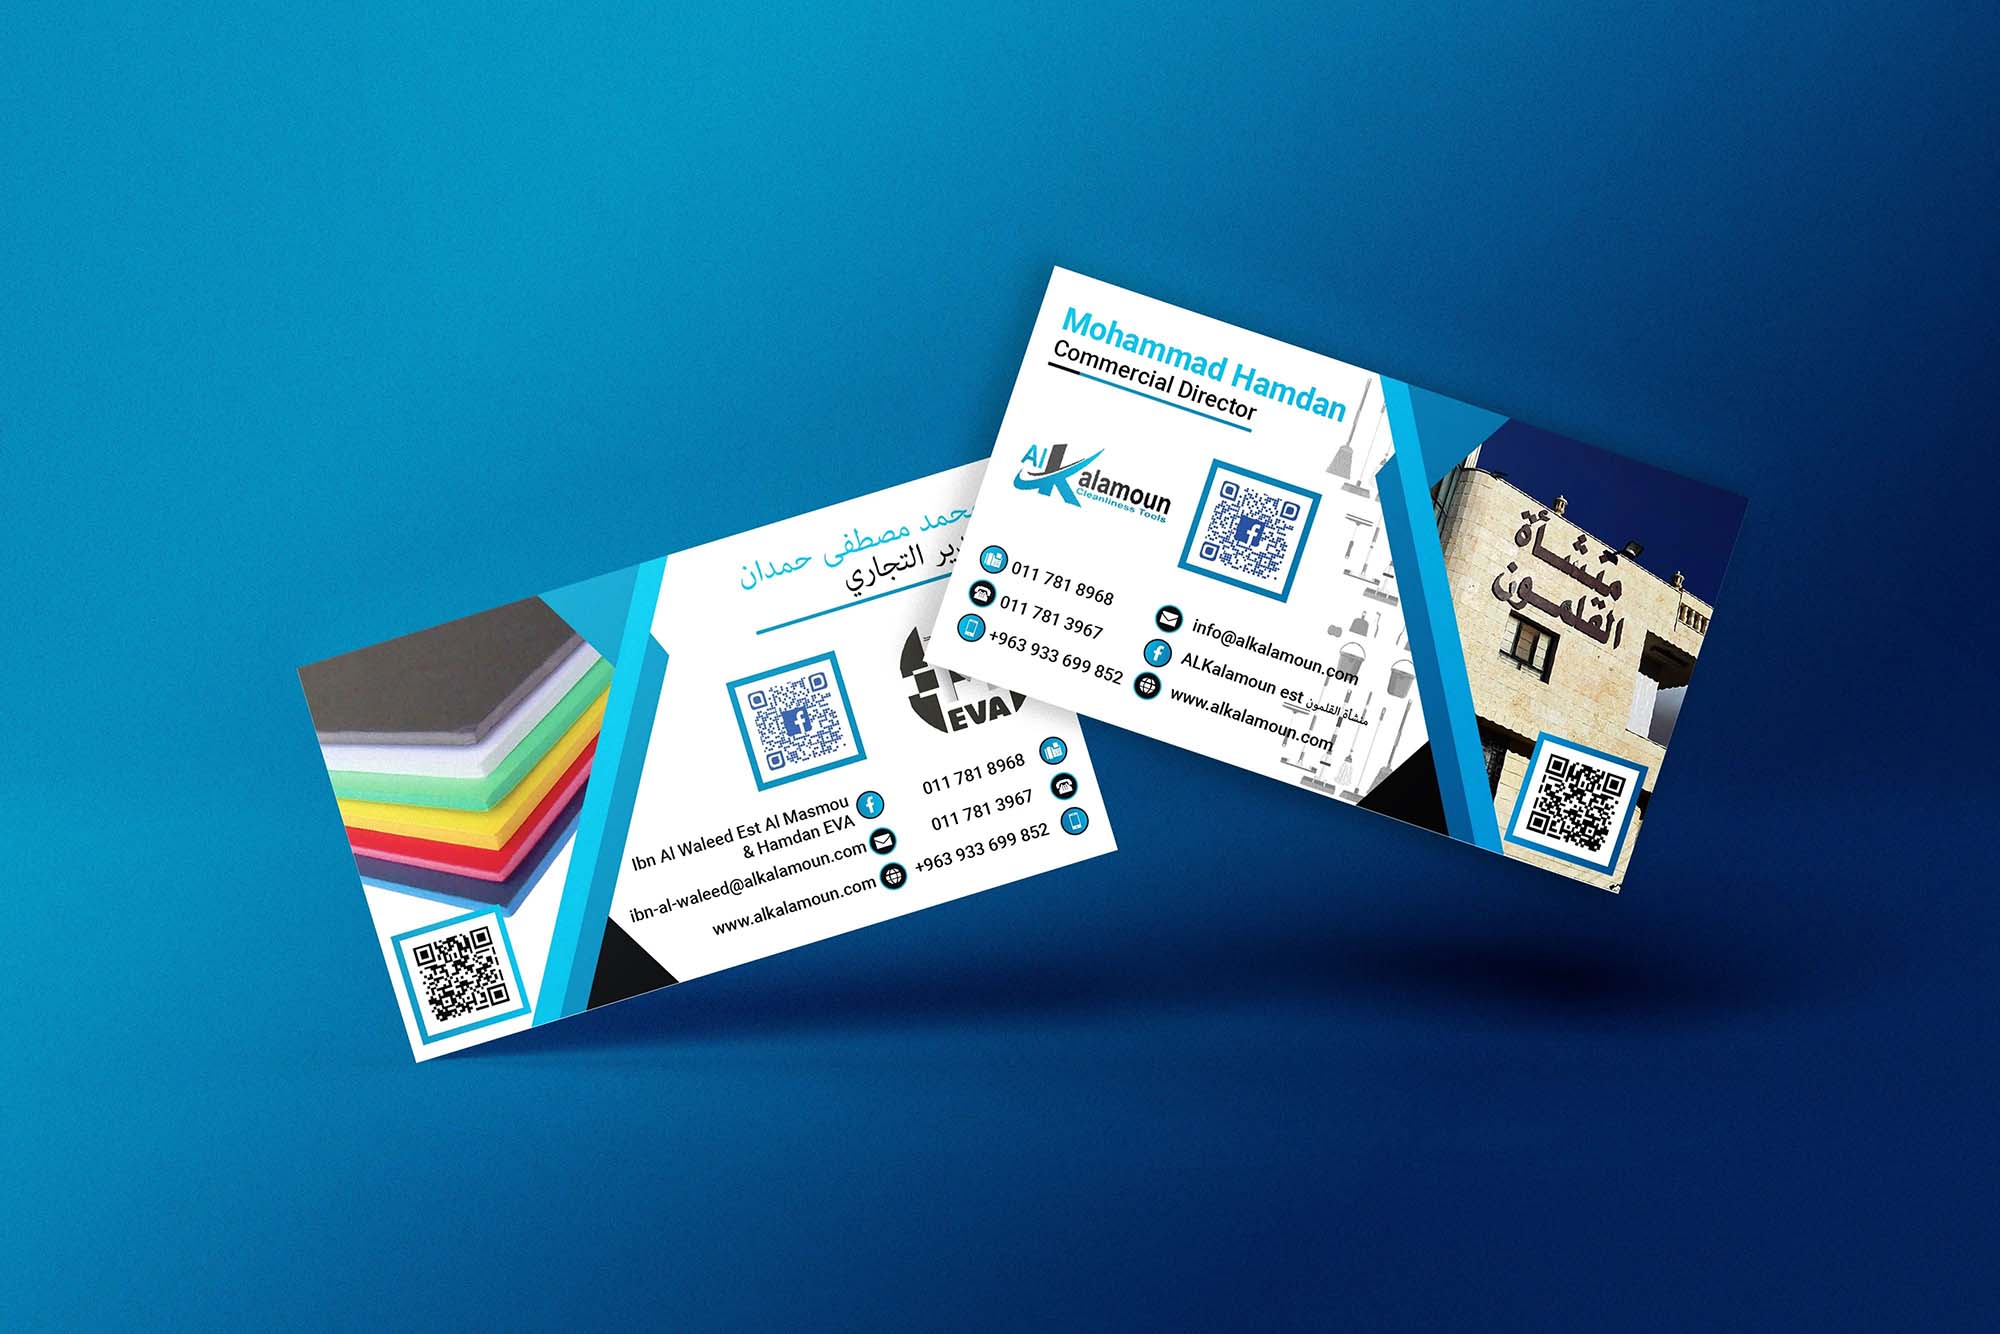 Mohammad Hamdan
Commercial Director
Al Kalamoun
Cleanliness Tools
011 781 8968
011 781 3967
+963 933 699 852
info@alkalamoun.com
ALKalamoun est منشأة القلمون
www.alkalamoun.com
منشأة
القلمون
محمد مصطفى حمدان
التجاري
EVA
Ibn Al Waleed Est Al Masmou
& Hamdan EVA
ibn-al-waleed@alkalamoun.com
www.alkalamoun.com
011 781 8968
011 781 3967
+963 933 699 852